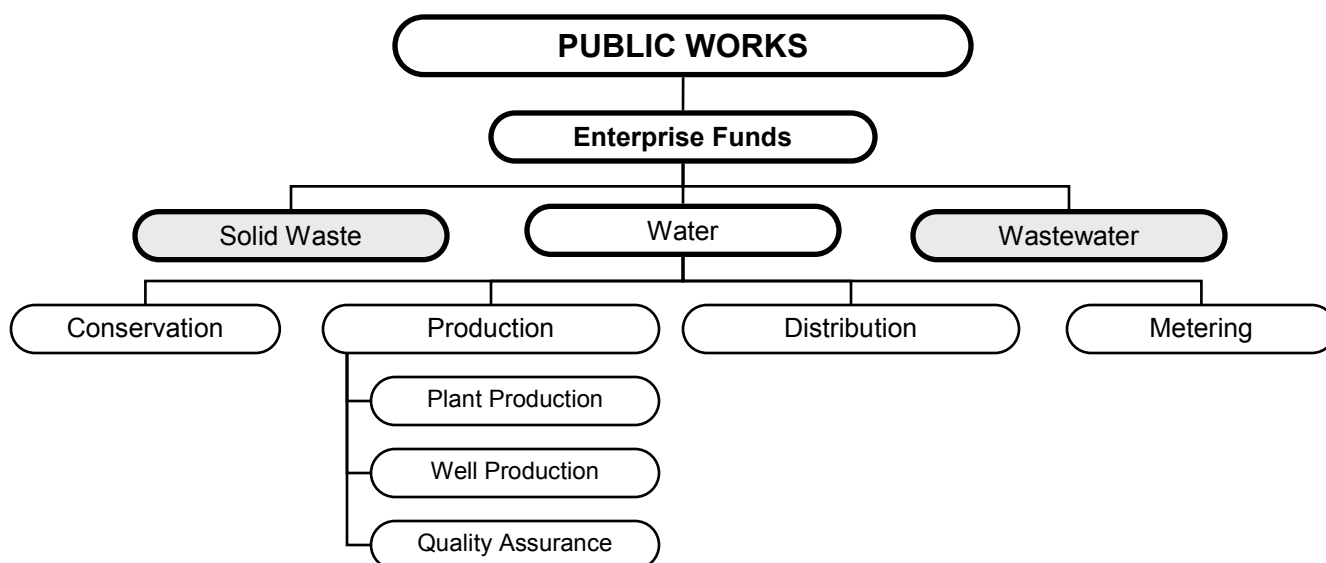 PUBLIC WORKS
Enterprise Funds
Solid Waste
Water
Wastewater
Conservation
Production
Distribution
Metering
Plant Production
Well Production
Quality Assurance